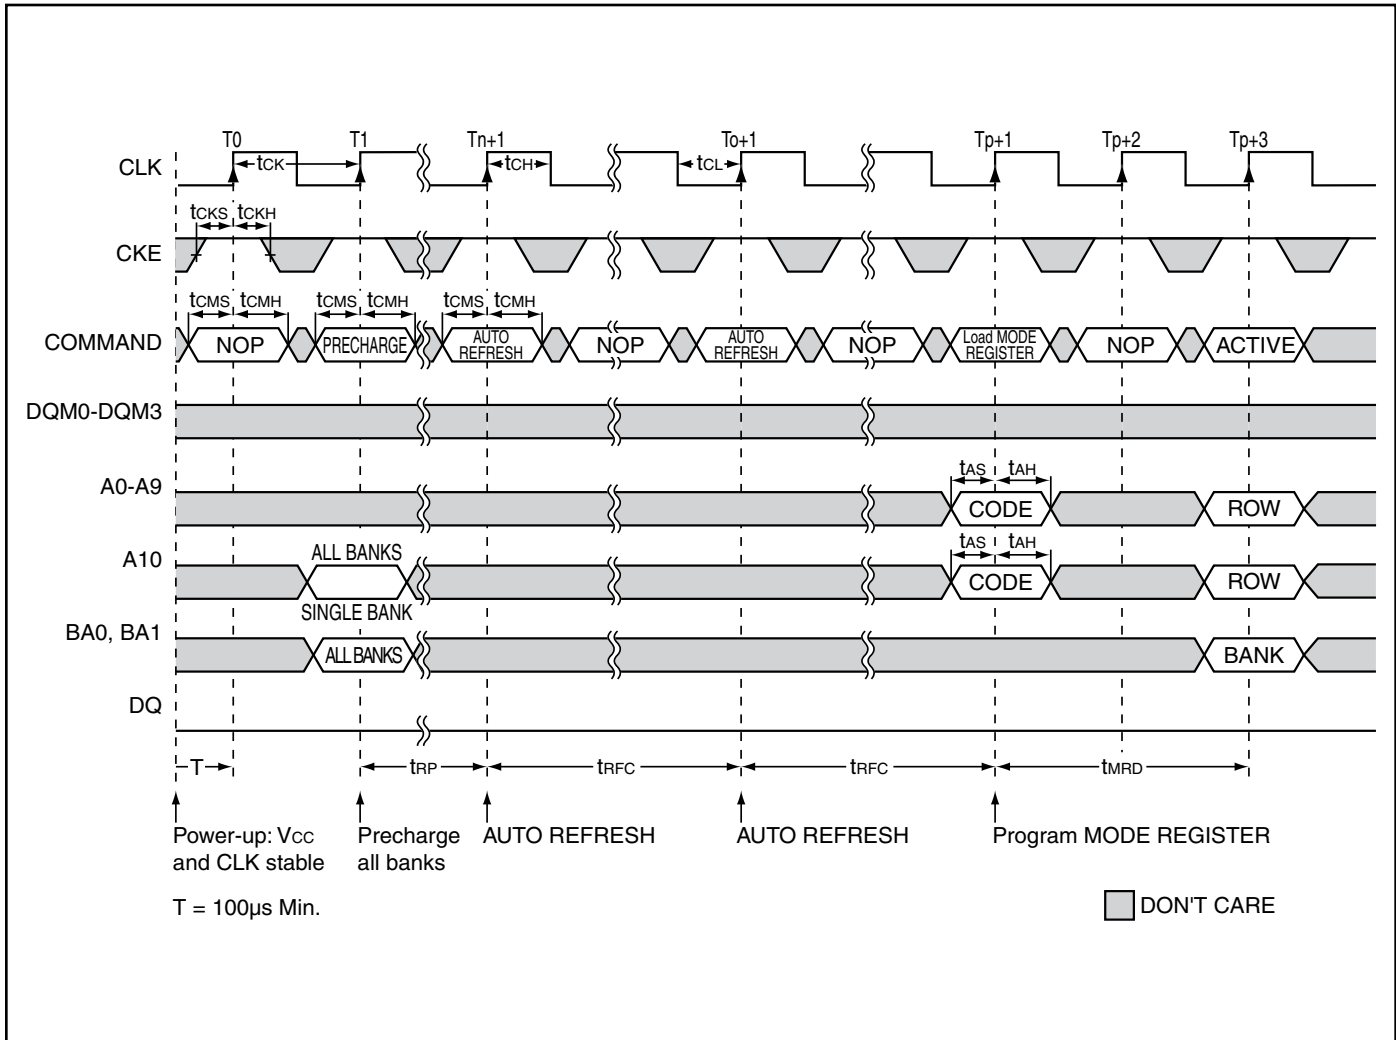 T0 T1 Tn+1 To+1 Tp+1 Tp+2 Tp+3
CLK tCK tCH tCL
tCKS tCKH
CKE
tCMS tCMH tCMS tCMH tCMS tCMH
COMMAND NOP PRECHARGE AUTO REFRESH NOP AUTO REFRESH NOP Load MODE REGISTER NOP ACTIVE
DQM0-DQM3
tAS tAH
A0-A9 CODE ROW
ALL BANKS tAS tAH
A10 CODE ROW
SINGLE BANK
BA0, BA1 ALL BANKS BANK
DQ
T tRP tRFC tRFC tMRD
Power-up: VCC Precharge AUTO REFRESH AUTO REFRESH Program MODE REGISTER
and CLK stable all banks
T = 100µs Min. DON'T CARE